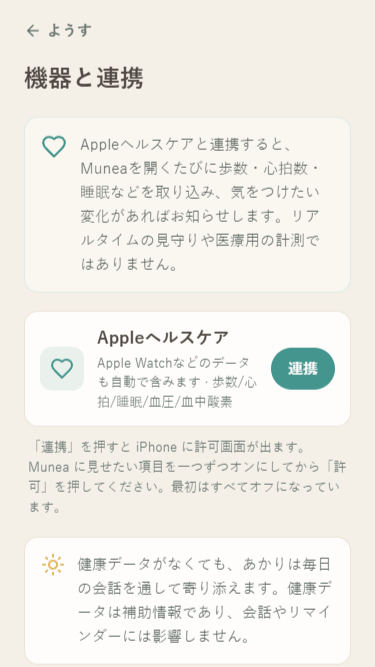 ← ようす
機器と連携
Appleヘルスケアと連携すると、
Muneaを開くたびに歩数・心拍数・
睡眠などを取り込み、気をつけたい
変化があればお知らせします。リア
ルタイムの見守りや医療用の計測で
はありません。
Appleヘルスケア
Apple Watchなどのデータ
も自動で含みます · 歩数/心
拍/睡眠/血圧/血中酸素
連携
「連携」を押すと iPhone に許可画面が出ます。
Munea に見せたい項目を一つずつオンにしてから「許
可」を押してください。最初はすべてオフになってい
ます。
健康データがなくても、あかりは毎日
の会話を通して寄り添えます。健康デ
ータは補助情報であり、会話やリマイ
ンダーには影響しません。